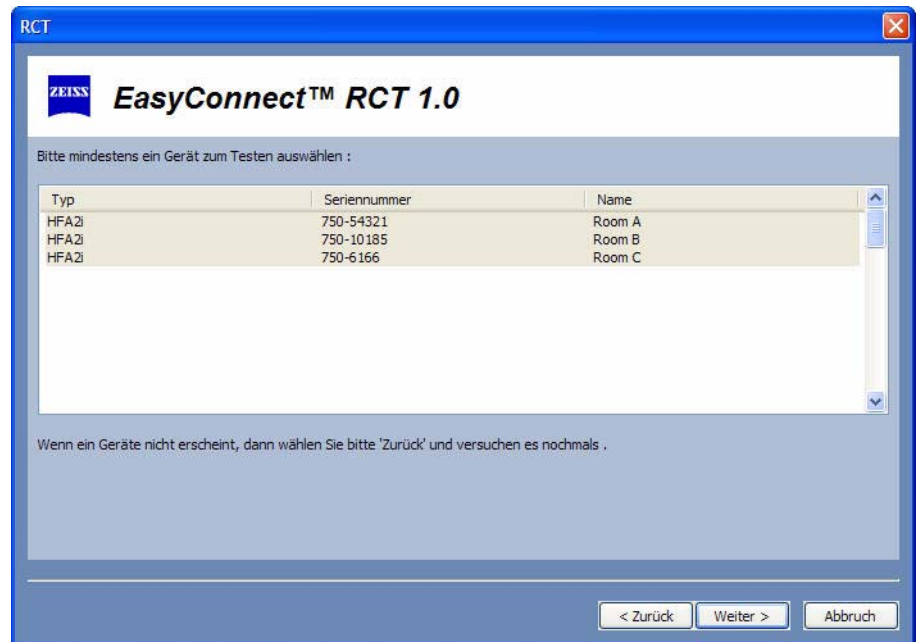 RCT
ZEISS
EasyConnect™ RCT 1.0
Bitte mindestens ein Gerät zum Testen auswählen :
Typ Seriennummer Name
HFA2i 750-54321 Room A
HFA2i 750-10185 Room B
HFA2i 750-6166 Room C
Wenn ein Geräte nicht erscheint, dann wählen Sie bitte 'Zurück' und versuchen es nochmals .
< Zurück Weiter > Abbruch